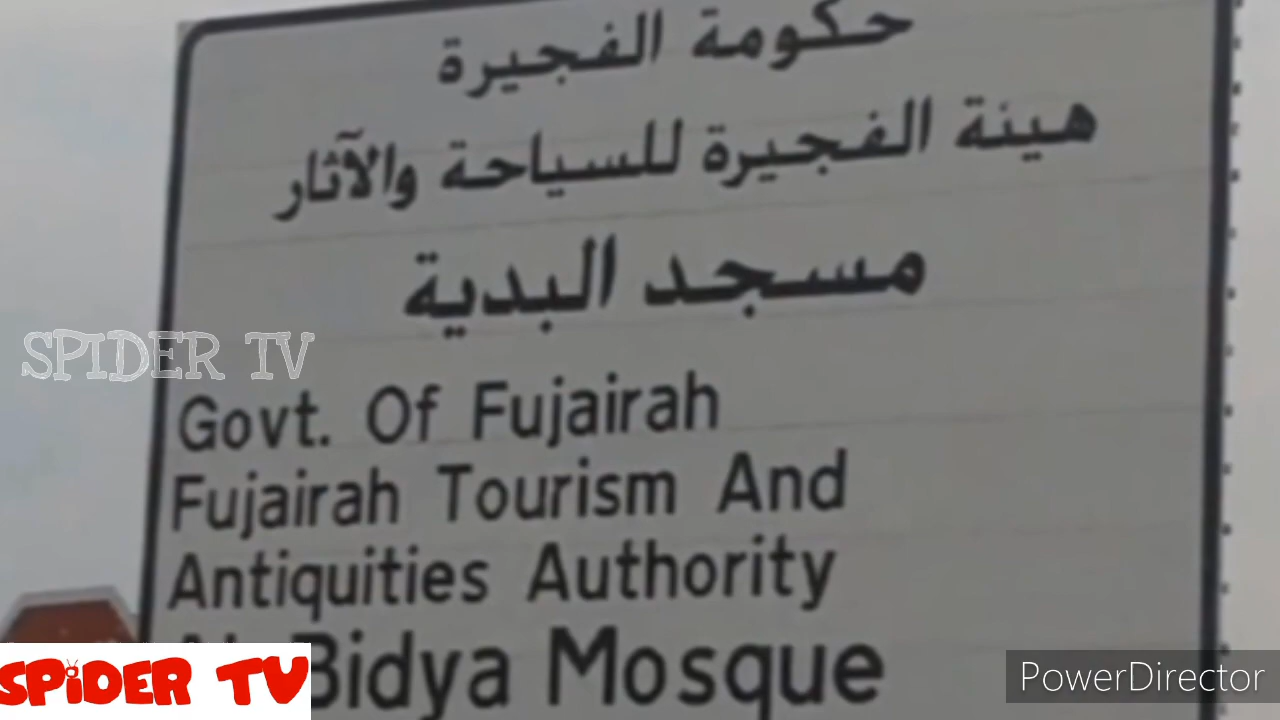 حكومة الفجيرة
هيئة الفجيرة للسياحة والآثار
مسجد البدية
SPIDER TV
Govt. Of Fujairah
Fujairah Tourism And
Antiquities Authority
Bidya Mosque
SPIDER TV
PowerDirector